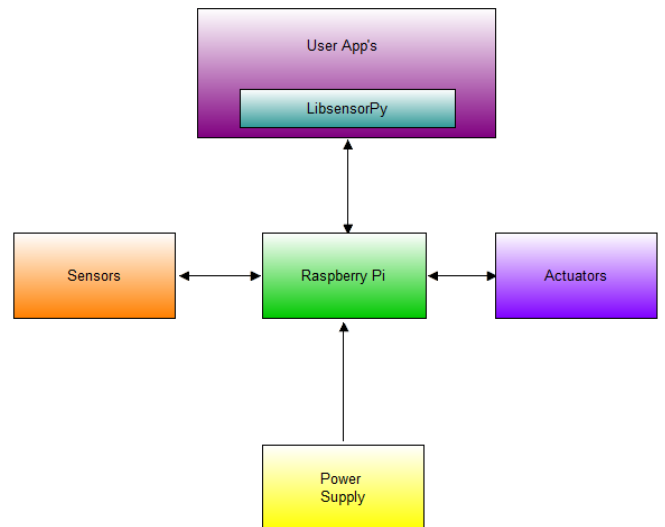 User App's
LibsensorPy
Sensors
Raspberry Pi
Actuators
Power
Supply